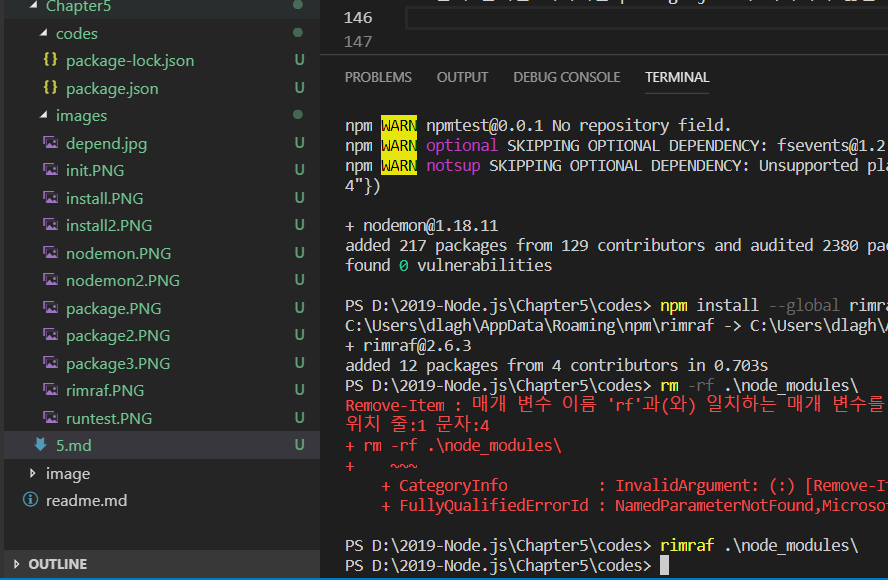 Chapter5
codes
package-lock.json U
package.json U
images
depend.jpg U
init.PNG U
install.PNG U
install2.PNG U
nodemon.PNG U
nodemon2.PNG U
package.PNG U
package2.PNG U
package3.PNG U
rimraf.PNG U
runtest.PNG U
5.md U
image
readme.md
OUTLINE
146
147
PROBLEMS OUTPUT DEBUG CONSOLE TERMINAL
npm WARN npmtest@0.0.1 No repository field.
npm WARN optional SKIPPING OPTIONAL DEPENDENCY: fsevents@1.2
npm WARN notsup SKIPPING OPTIONAL DEPENDENCY: Unsupported pla
4"})
+ nodemon@1.18.11
added 217 packages from 129 contributors and audited 2380 pac
found 0 vulnerabilities
PS D:\2019-Node.js\Chapter5\codes> npm install --global rimra
C:\Users\dlagh\AppData\Roaming\npm\rimraf -> C:\Users\dlagh\A
+ rimraf@2.6.3
added 12 packages from 4 contributors in 0.703s
PS D:\2019-Node.js\Chapter5\codes> rm -rf .\node_modules\
Remove-Item : 매개 변수 이름 'rf'과(와) 일치하는 매개 변수를
위치 줄:1 문자:4
+ rm -rf .\node_modules\
+    ~~~
+ CategoryInfo : InvalidArgument: (:) [Remove-It
+ FullyQualifiedErrorId : NamedParameterNotFound,Microsof
PS D:\2019-Node.js\Chapter5\codes> rimraf .\node_modules\
PS D:\2019-Node.js\Chapter5\codes>